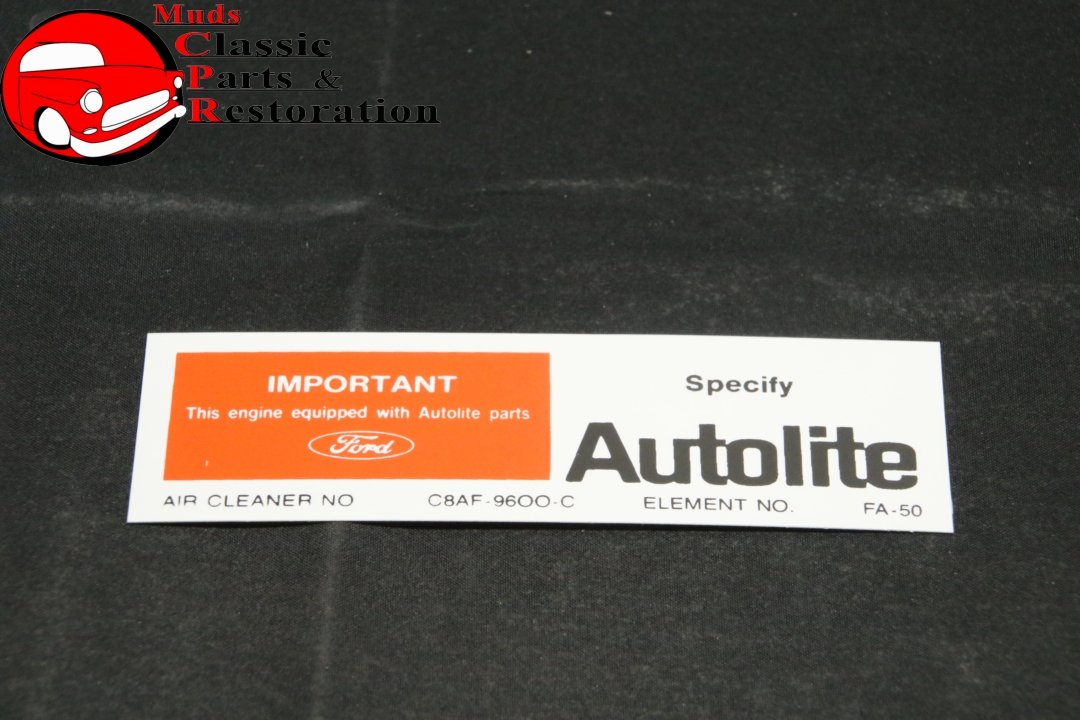 Muds
Classic
Parts &
Restoration
IMPORTANT
This engine equipped with Autolite parts
Ford
Specify
Autolite
AIR CLEANER NO C8AF-9600-C ELEMENT NO. FA-50